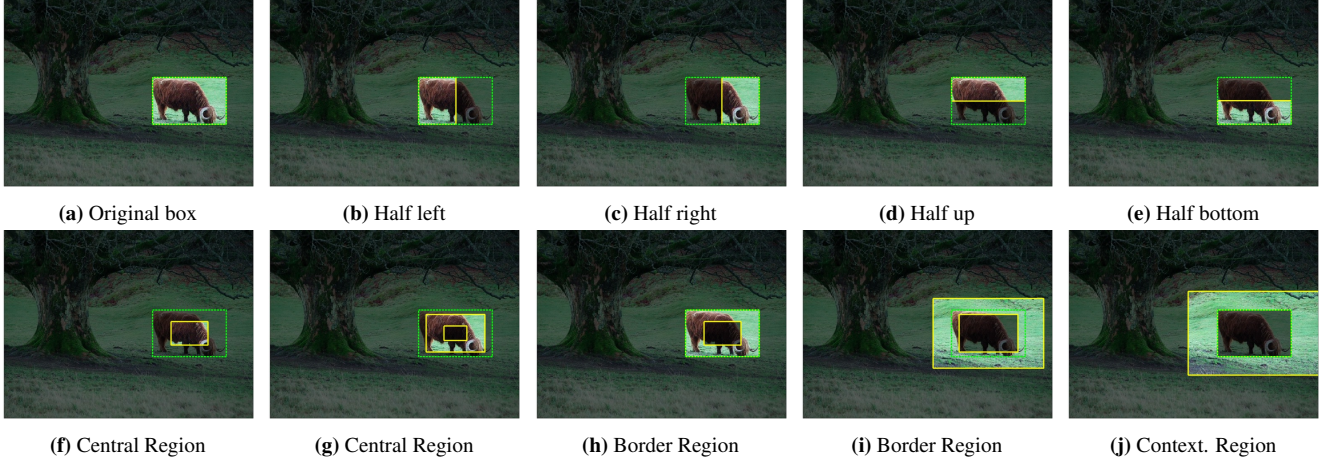 (a) Original box
(b) Half left
(c) Half right
(d) Half up
(e) Half bottom
(f) Central Region
(g) Central Region
(h) Border Region
(i) Border Region
(j) Context. Region